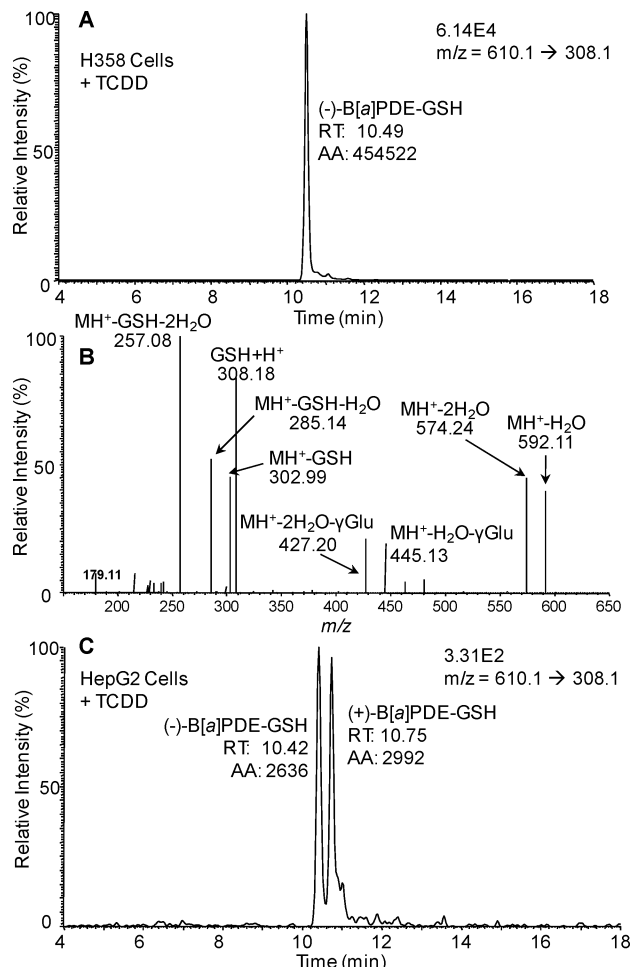 A
H358 Cells
+ TCDD
6.14E4
m/z = 610.1 → 308.1
(-)-B[a]PDE-GSH
RT: 10.49
AA: 454522
Relative Intensity (%)
100
50
0
4 6 8 10 12 14 16 18
Time (min)
B
MH⁺-GSH-2H₂O
257.08
GSH+H⁺
308.18
MH⁺-GSH-H₂O
285.14
MH⁺-GSH
302.99
MH⁺-2H₂O
574.24
MH⁺-H₂O
592.11
MH⁺-2H₂O-γGlu
427.20
MH⁺-H₂O-γGlu
445.13
179.11
Relative Intensity (%)
100
50
0
200 250 300 350 400 450 500 550 600 650
m/z
C
HepG2 Cells
+ TCDD
3.31E2
m/z = 610.1 → 308.1
(-)-B[a]PDE-GSH
RT: 10.42
AA: 2636
(+)-B[a]PDE-GSH
RT: 10.75
AA: 2992
Relative Intensity (%)
100
50
0
4 6 8 10 12 14 16 18
Time (min)